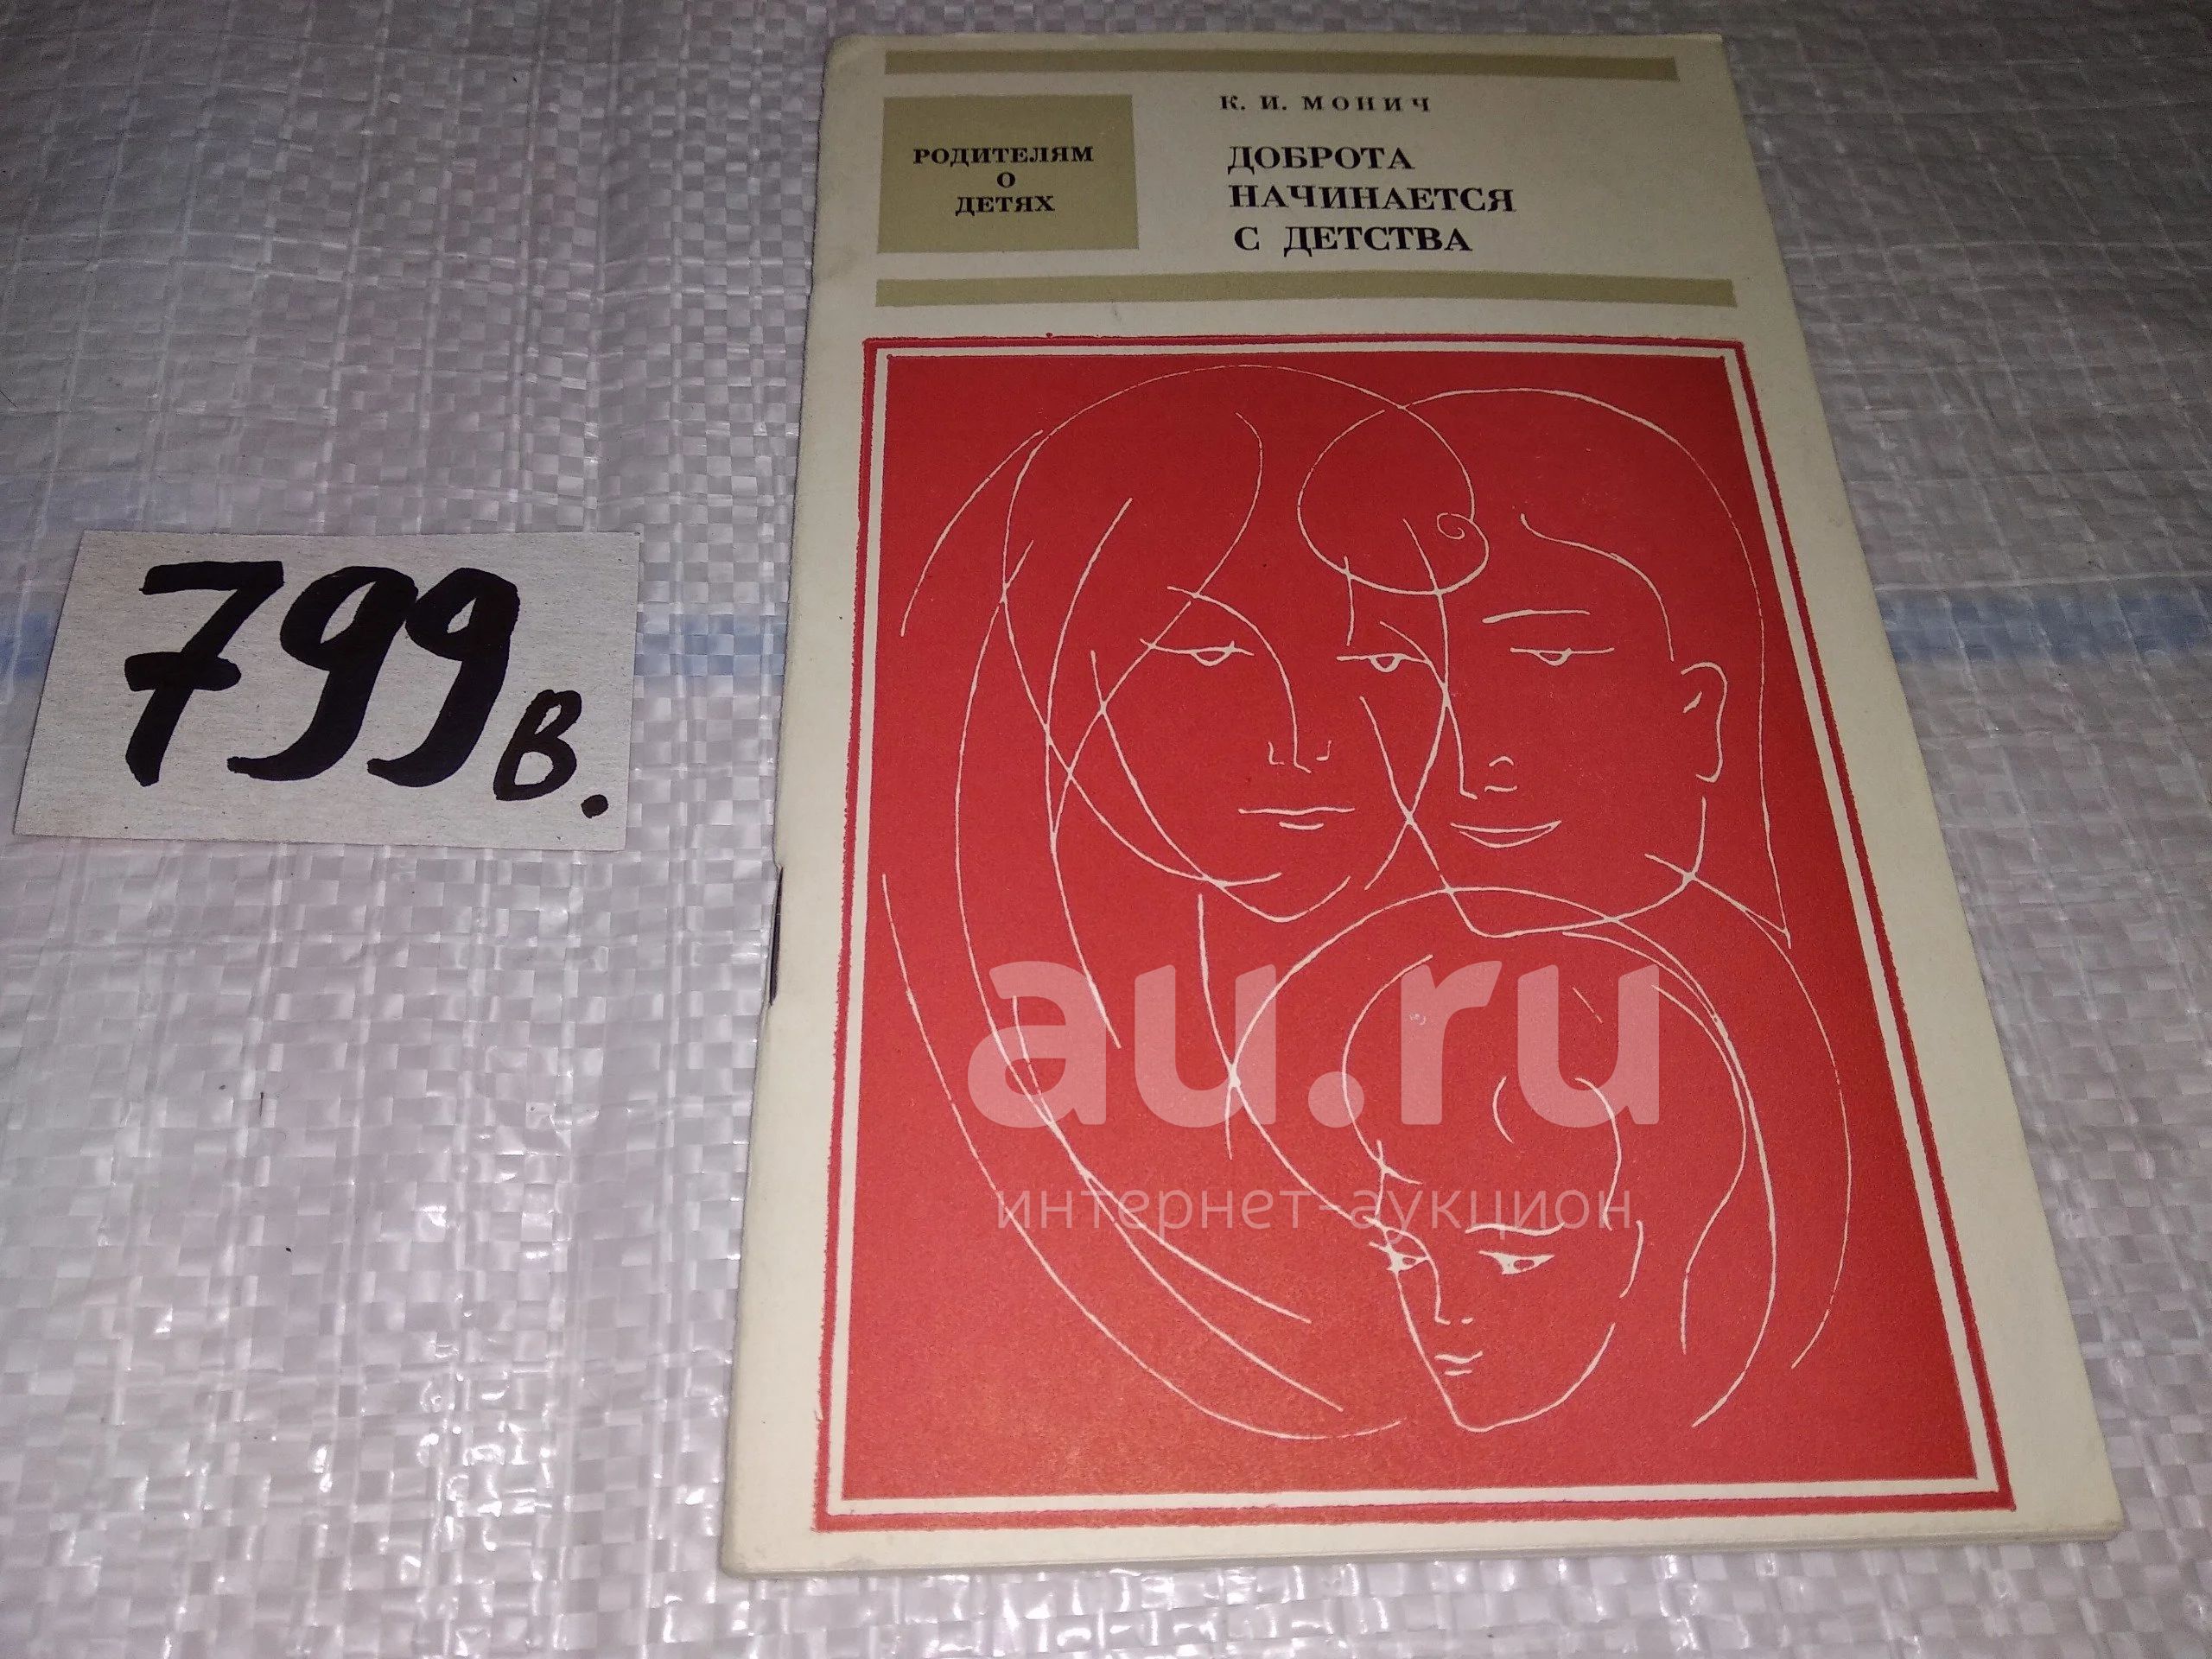 К. И. МОНИЧ
РОДИТЕЛЯМ
О
ДЕТЯХ
ДОБРОТА
НАЧИНАЕТСЯ
С ДЕТСТВА
799в.
au.ru
интернет-аукцион